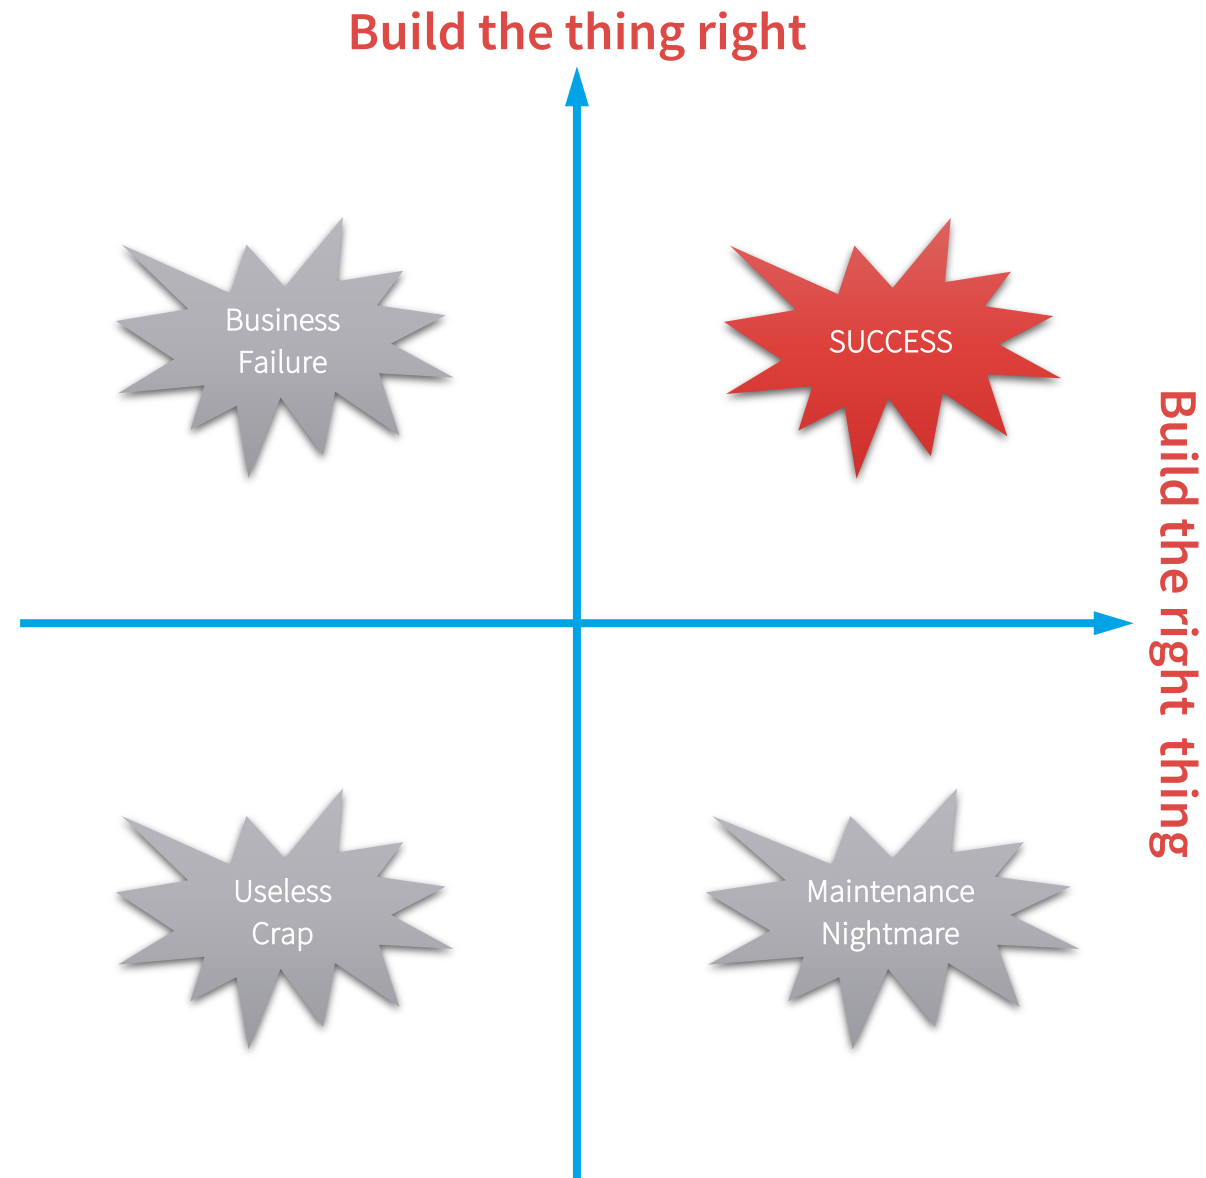 Build the thing right
Business
Failure
SUCCESS
Build the right thing
Useless
Crap
Maintenance
Nightmare